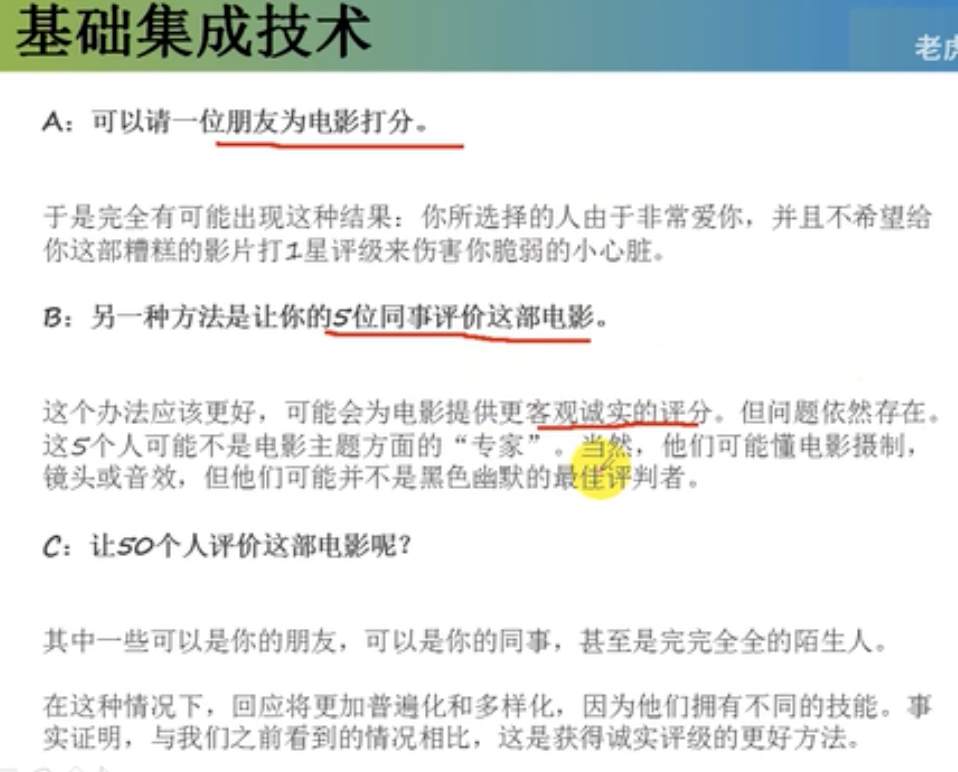 基础集成技术
老虎
A：可以请一位朋友为电影打分。
于是完全有可能出现这种结果：你所选择的人由于非常爱你，并且不希望给
你这部糟糕的影片打1星评级来伤害你脆弱的小心脏。
B：另一种方法是让你的5位同事评价这部电影。
这个办法应该更好，可能会为电影提供更客观诚实的评分。但问题依然存在。
这5个人可能不是电影主题方面的“专家”。当然，他们可能懂电影摄制，
镜头或音效，但他们可能并不是黑色幽默的最佳评判者。
C：让50个人评价这部电影呢？
其中一些可以是你的朋友，可以是你的同事，甚至是完完全全的陌生人。
在这种情况下，回应将更加普遍化和多样化，因为他们拥有不同的技能。事
实证明，与我们之前看到的情况相比，这是获得诚实评级的更好方法。